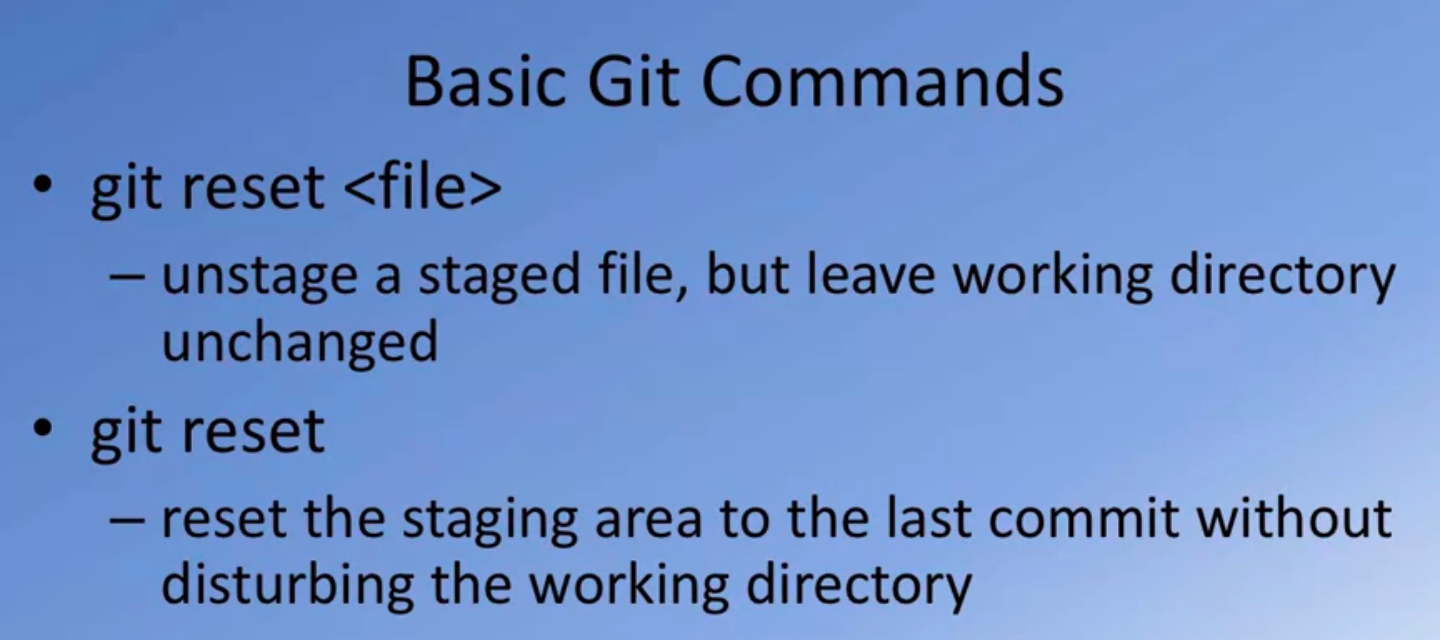 Basic Git Commands
• git reset <file>
– unstage a staged file, but leave working directory
unchanged
• git reset
– reset the staging area to the last commit without
disturbing the working directory